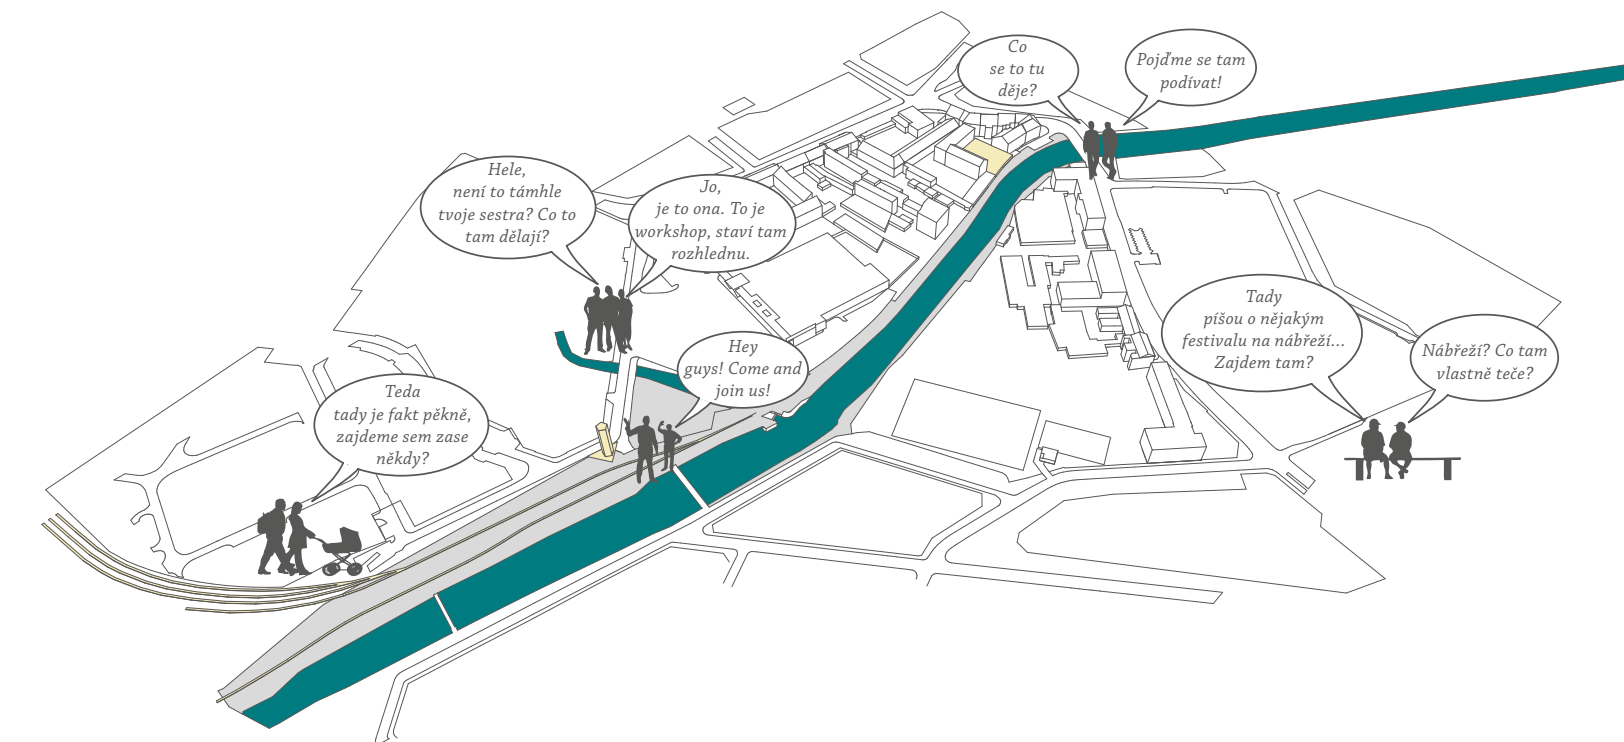 Co
se to tu
děje?
Pojďme se tam
podívat!
Hele,
není to támhle
tvoje sestra? Co to
tam dělají?
Jo,
je to ona. To je
workshop, staví tam
rozhlednu.
Tady
píšou o nějakým
festivalu na nábřeží...
Zajdem tam?
Nábřeží? Co tam
vlastně teče?
Hey
guys! Come and
join us!
Teda
tady je fakt pěkně,
zajdeme sem zase
někdy?